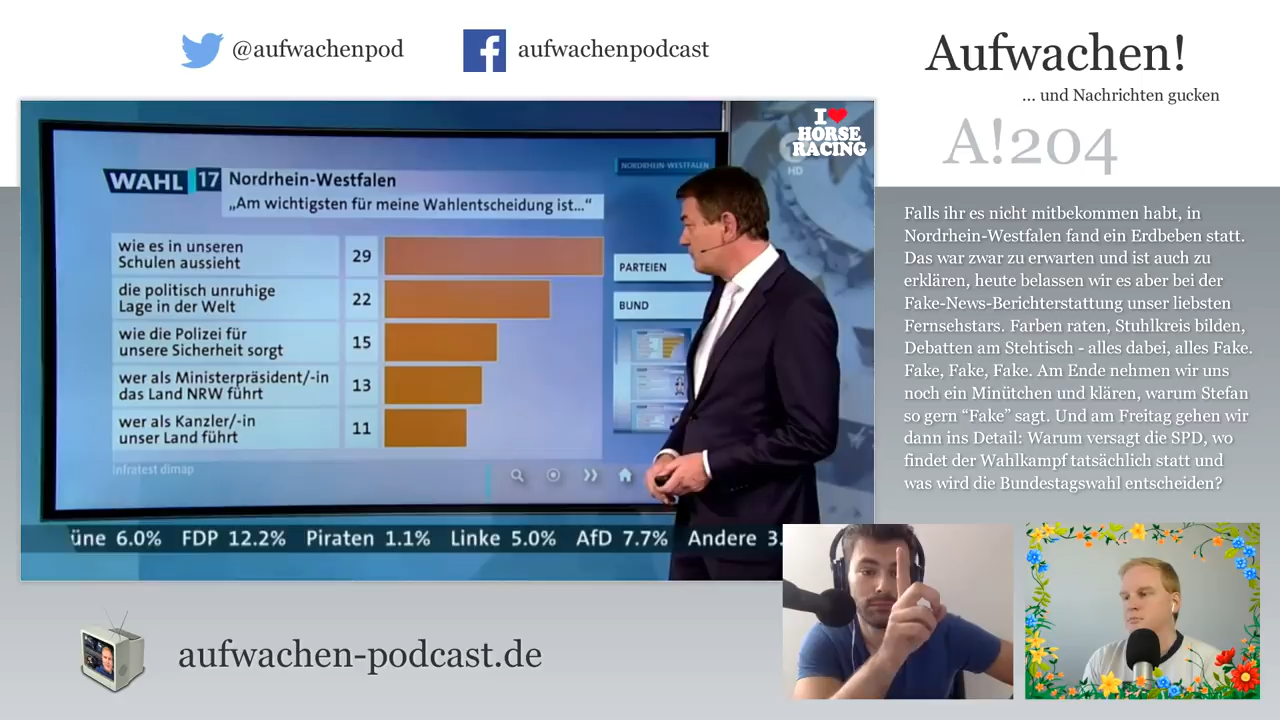 @aufwachenpod
aufwachenpodcast
Aufwachen!
... und Nachrichten gucken
A!204
I
HORSE
RACING
HD
NORDRHEIN-WESTFALEN
WAHL 17
Nordrhein-Westfalen
„Am wichtigsten für meine Wahlentscheidung ist...“
wie es in unseren
Schulen aussieht
29
die politisch unruhige
Lage in der Welt
22
wie die Polizei für
unsere Sicherheit sorgt
15
wer als Ministerpräsident/-in
das Land NRW führt
13
wer als Kanzler/-in
unser Land führt
11
PARTEIEN
BUND
infratest dimap
üne 6.0% FDP 12.2% Piraten 1.1% Linke 5.0% AfD 7.7% Andere 3.
Falls ihr es nicht mitbekommen habt, in
Nordrhein-Westfalen fand ein Erdbeben statt.
Das war zwar zu erwarten und ist auch zu
erklären, heute belassen wir es aber bei der
Fake-News-Berichterstattung unser liebsten
Fernsehstars. Farben raten, Stuhlkreis bilden,
Debatten am Stehtisch - alles dabei, alles Fake.
Fake, Fake, Fake. Am Ende nehmen wir uns
noch ein Minütchen und klären, warum Stefan
so gern “Fake” sagt. Und am Freitag gehen wir
dann ins Detail: Warum versagt die SPD, wo
findet der Wahlkampf tatsächlich statt und
was wird die Bundestagswahl entscheiden?
aufwachen-podcast.de